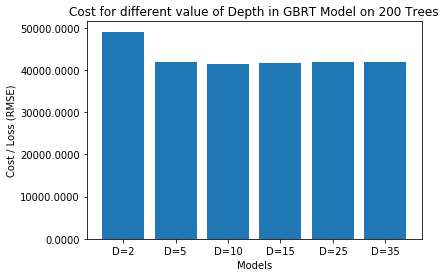 Cost for different value of Depth in GBRT Model on 200 Trees
50000.0000
40000.0000
30000.0000
20000.0000
10000.0000
0.0000
Cost / Loss (RMSE)
D=2 D=5 D=10 D=15 D=25 D=35
Models